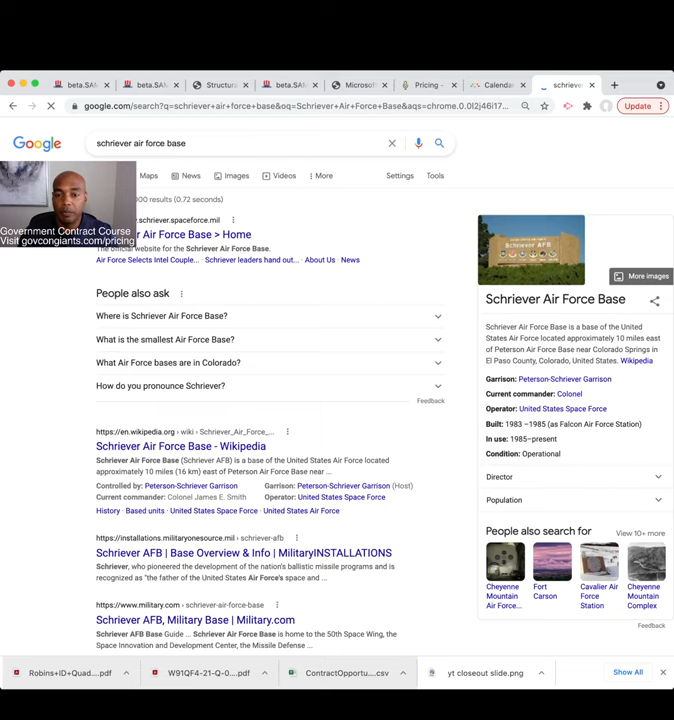 beta.SAM
beta.SAM
Structur
beta.SAM
Microsof
Pricing -
Calendar
schriever
google.com/search?q=schriever+air+force+base&oq=Schriever+Air+Force+Base&aqs=chrome.0.0l2j46i17...
Update
Google
schriever air force base
Maps
News
Images
Videos
More
Settings
Tools
000 results (0.72 seconds)
.schriever.spaceforce.mil
Air Force Base > Home
The official website for the Schriever Air Force Base.
Air Force Selects Intel Couple... · Schriever leaders hand out... · About Us · News
Government Contract Course
Visit govcongiants.com/pricing
People also ask
Where is Schriever Air Force Base?
What is the smallest Air Force Base?
What Air Force bases are in Colorado?
How do you pronounce Schriever?
Feedback
https://en.wikipedia.org › wiki › Schriever_Air_Force_...
Schriever Air Force Base - Wikipedia
Schriever Air Force Base (Schriever AFB) is a base of the United States Air Force located
approximately 10 miles (16 km) east of Peterson Air Force Base near ...
Controlled by: Peterson-Schriever Garrison
Garrison: Peterson-Schriever Garrison (Host)
Current commander: Colonel James E. Smith
Operator: United States Space Force
History · Based units · United States Space Force · United States Air Force
https://installations.militaryonesource.mil › schriever-afb
Schriever AFB | Base Overview & Info | MilitaryINSTALLATIONS
Schriever, who pioneered the development of the nation's ballistic missile programs and is
recognized as "the father of the United States Air Force's space and ...
https://www.military.com › schriever-air-force-base
Schriever AFB, Military Base | Military.com
Schriever AFB Base Guide ... Schriever Air Force Base is home to the 50th Space Wing, the
Space Innovation and Development Center, the Missile Defense ...
Schriever AFB
More images
Schriever Air Force Base
Schriever Air Force Base is a base of the United
States Air Force located approximately 10 miles east
of Peterson Air Force Base near Colorado Springs in
El Paso County, Colorado, United States. Wikipedia
Garrison: Peterson-Schriever Garrison
Current commander: Colonel
Operator: United States Space Force
Built: 1983 –1985 (as Falcon Air Force Station)
In use: 1985–present
Condition: Operational
Director
Population
People also search for
View 10+ more
Cheyenne
Mountain
Air Force...
Fort
Carson
Cavalier Air
Force
Station
Cheyenne
Mountain
Complex
Feedback
Robins+ID+Quad....pdf
W91QF4-21-Q-0....pdf
ContractOpportu....csv
yt closeout slide.png
Show All